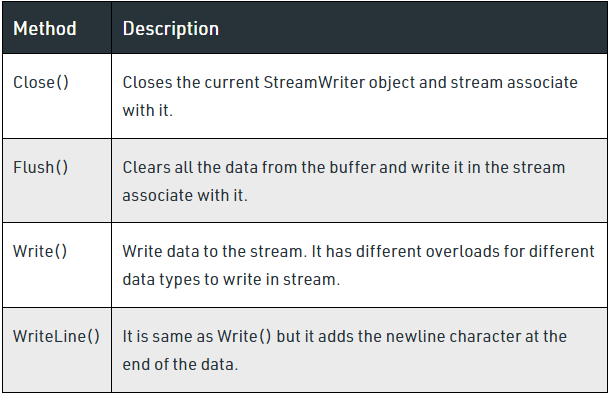 Method Description
Close() Closes the current StreamWriter object and stream associate
with it.
Flush() Clears all the data from the buffer and write it in the stream
associate with it.
Write() Write data to the stream. It has different overloads for different
data types to write in stream.
WriteLine() It is same as Write() but it adds the newline character at the
end of the data.